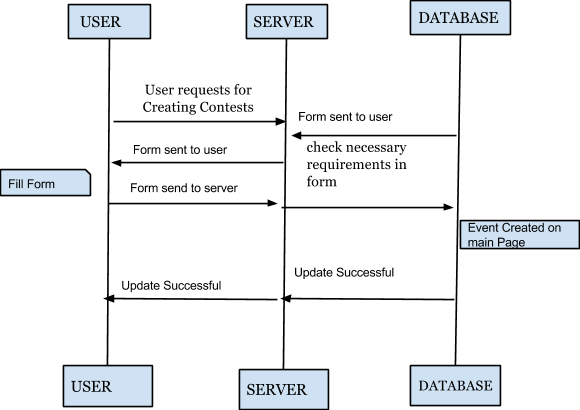 USER
SERVER
DATABASE
User requests for
Creating Contests
Form sent to user
Form sent to user
check necessary
requirements in
form
Fill Form
Form send to server
Event Created on
main Page
Update Successful
Update Successful
USER
SERVER
DATABASE